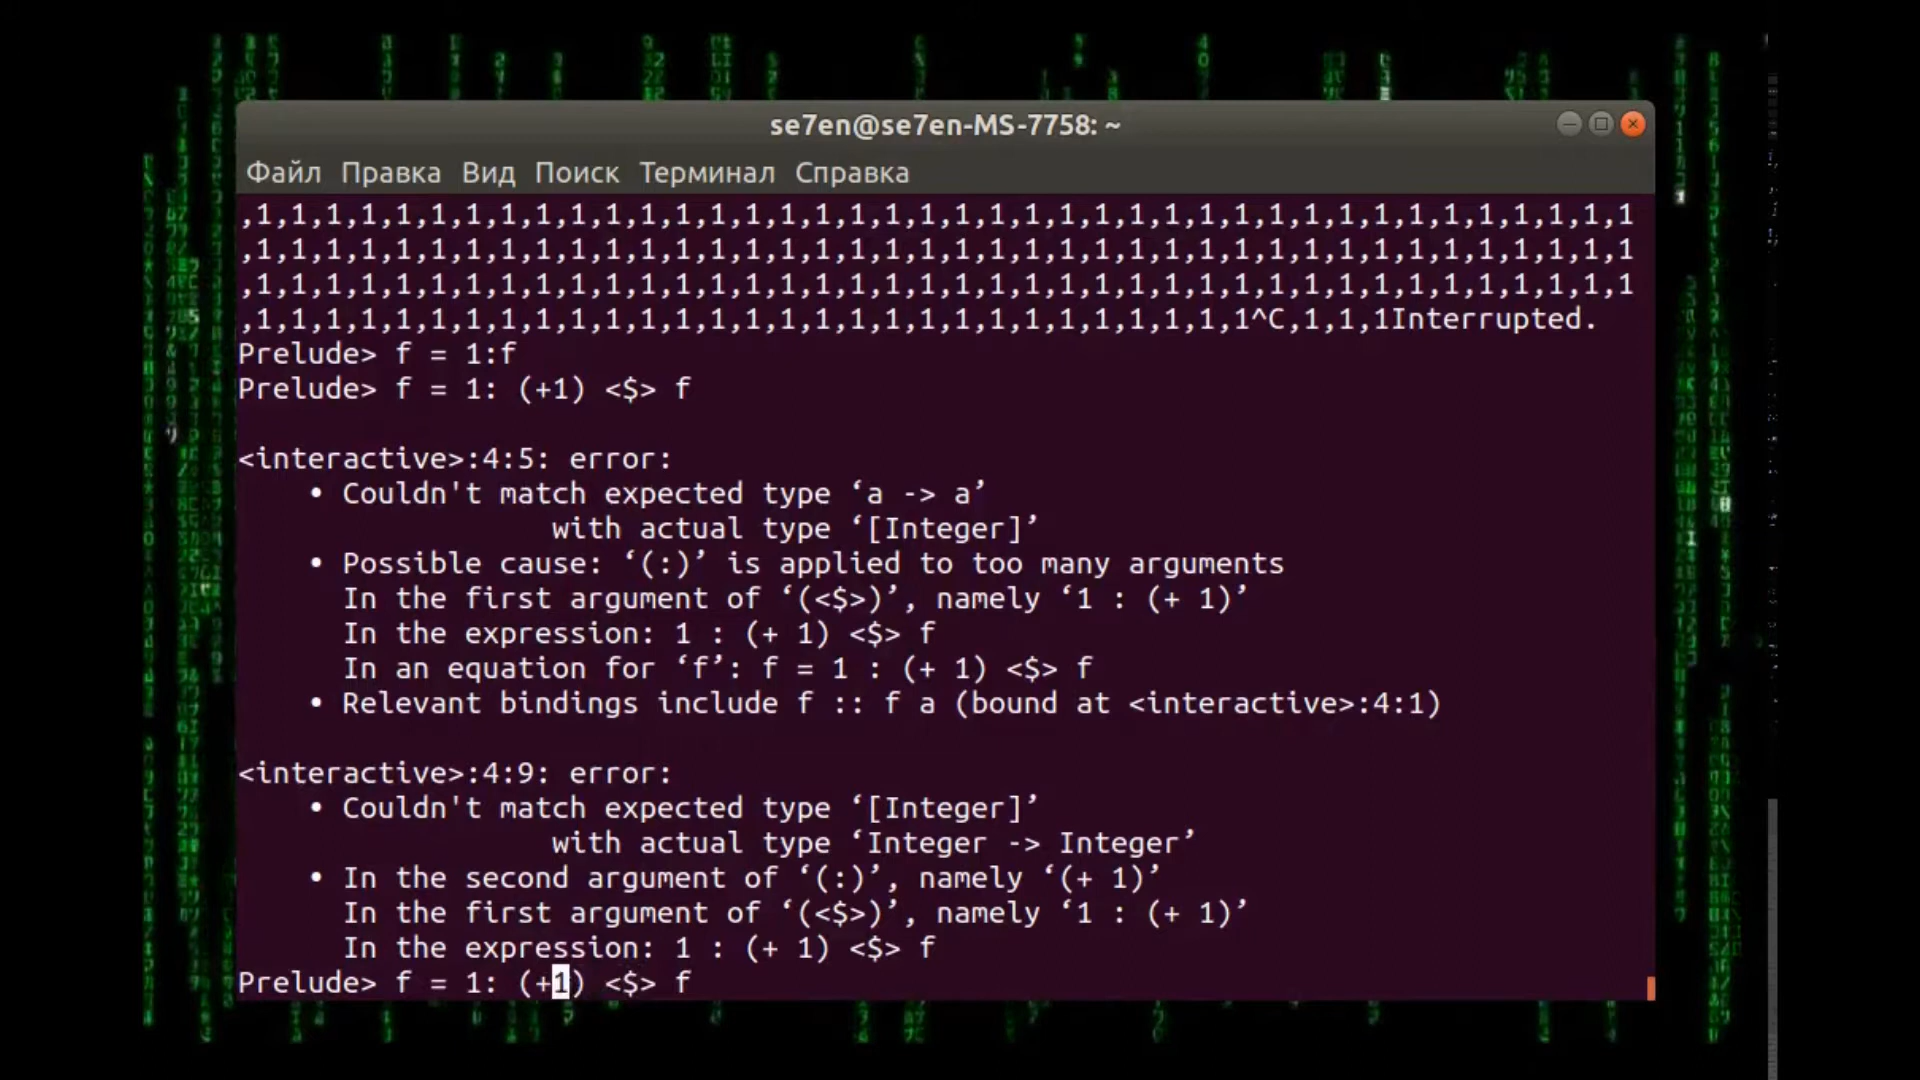 se7en@se7en-MS-7758: ~
Файл Правка Вид Поиск Терминал Справка
,1,1,1,1,1,1,1,1,1,1,1,1,1,1,1,1,1,1,1,1,1,1,1,1,1,1,1,1,1,1,1,1,1,1,1,1,1,1,1,1
,1,1,1,1,1,1,1,1,1,1,1,1,1,1,1,1,1,1,1,1,1,1,1,1,1,1,1,1,1,1,1,1,1,1,1,1,1,1,1,1
,1,1,1,1,1,1,1,1,1,1,1,1,1,1,1,1,1,1,1,1,1,1,1,1,1,1,1,1,1,1,1,1,1,1,1,1,1,1,1,1
,1,1,1,1,1,1,1,1,1,1,1,1,1,1,1,1,1,1,1,1,1,1,1,1,1,1,1,1,1^C,1,1,1Interrupted.
Prelude> f = 1:f
Prelude> f = 1: (+1) <$> f
<interactive>:4:5: error:
• Couldn't match expected type ‘a -> a’
with actual type ‘[Integer]’
• Possible cause: ‘(:)’ is applied to too many arguments
In the first argument of ‘(<$>)’, namely ‘1 : (+ 1)’
In the expression: 1 : (+ 1) <$> f
In an equation for ‘f’: f = 1 : (+ 1) <$> f
• Relevant bindings include f :: f a (bound at <interactive>:4:1)
<interactive>:4:9: error:
• Couldn't match expected type ‘[Integer]’
with actual type ‘Integer -> Integer’
• In the second argument of ‘(:)’, namely ‘(+ 1)’
In the first argument of ‘(<$>)’, namely ‘1 : (+ 1)’
In the expression: 1 : (+ 1) <$> f
Prelude> f = 1: (+1) <$> f